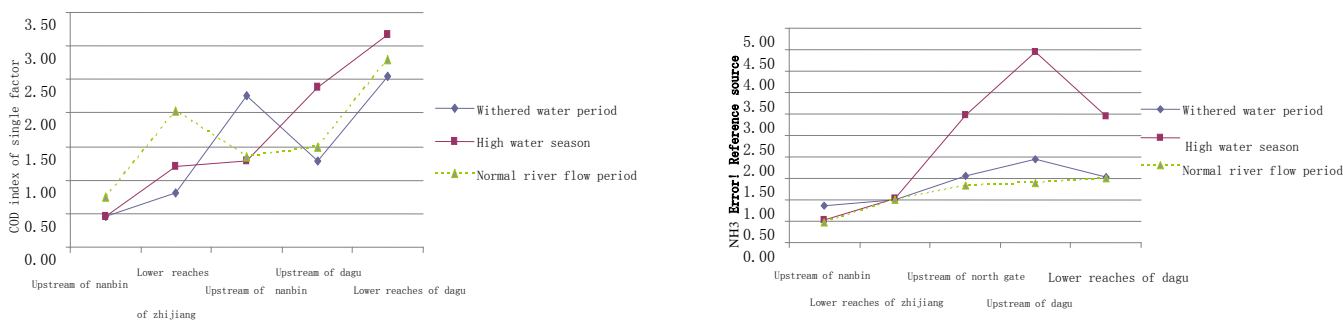 3.50
3.00
2.50
2.00
1.50
1.00
0.50
0.00
COD index of single factor
Upstream of nanbin
Lower reaches
of zhijiang
Upstream of nanbin
Upstream of dagu
Lower reaches of dagu
Withered water period
High water season
Normal river flow period
5.00
4.50
4.00
3.50
3.00
2.50
2.00
1.50
1.00
0.50
0.00
NH3 Error! Reference source
Upstream of nanbin
Lower reaches of zhijiang
Upstream of north gate
Upstream of dagu
Lower reaches of dagu
Withered water period
High water season
Normal river flow period